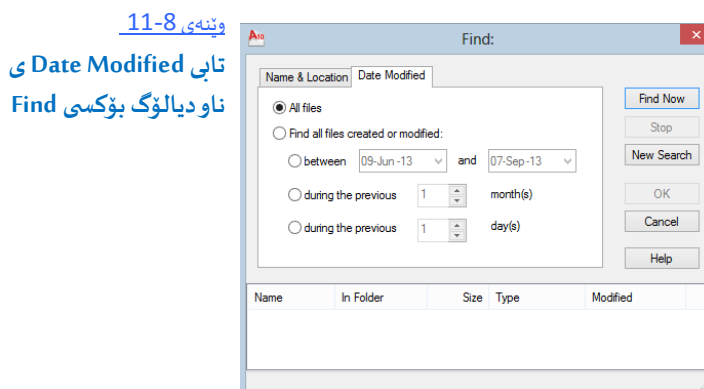 وێنەی 8-11
تابی Date Modified ی
ناو دیالۆگ بۆکسی Find
Find:
Name & Location Date Modified
All files
Find all files created or modified:
between 09-Jun-13 and 07-Sep-13
during the previous 1 month(s)
during the previous 1 day(s)
Find Now
Stop
New Search
OK
Cancel
Help
Name In Folder Size Type Modified